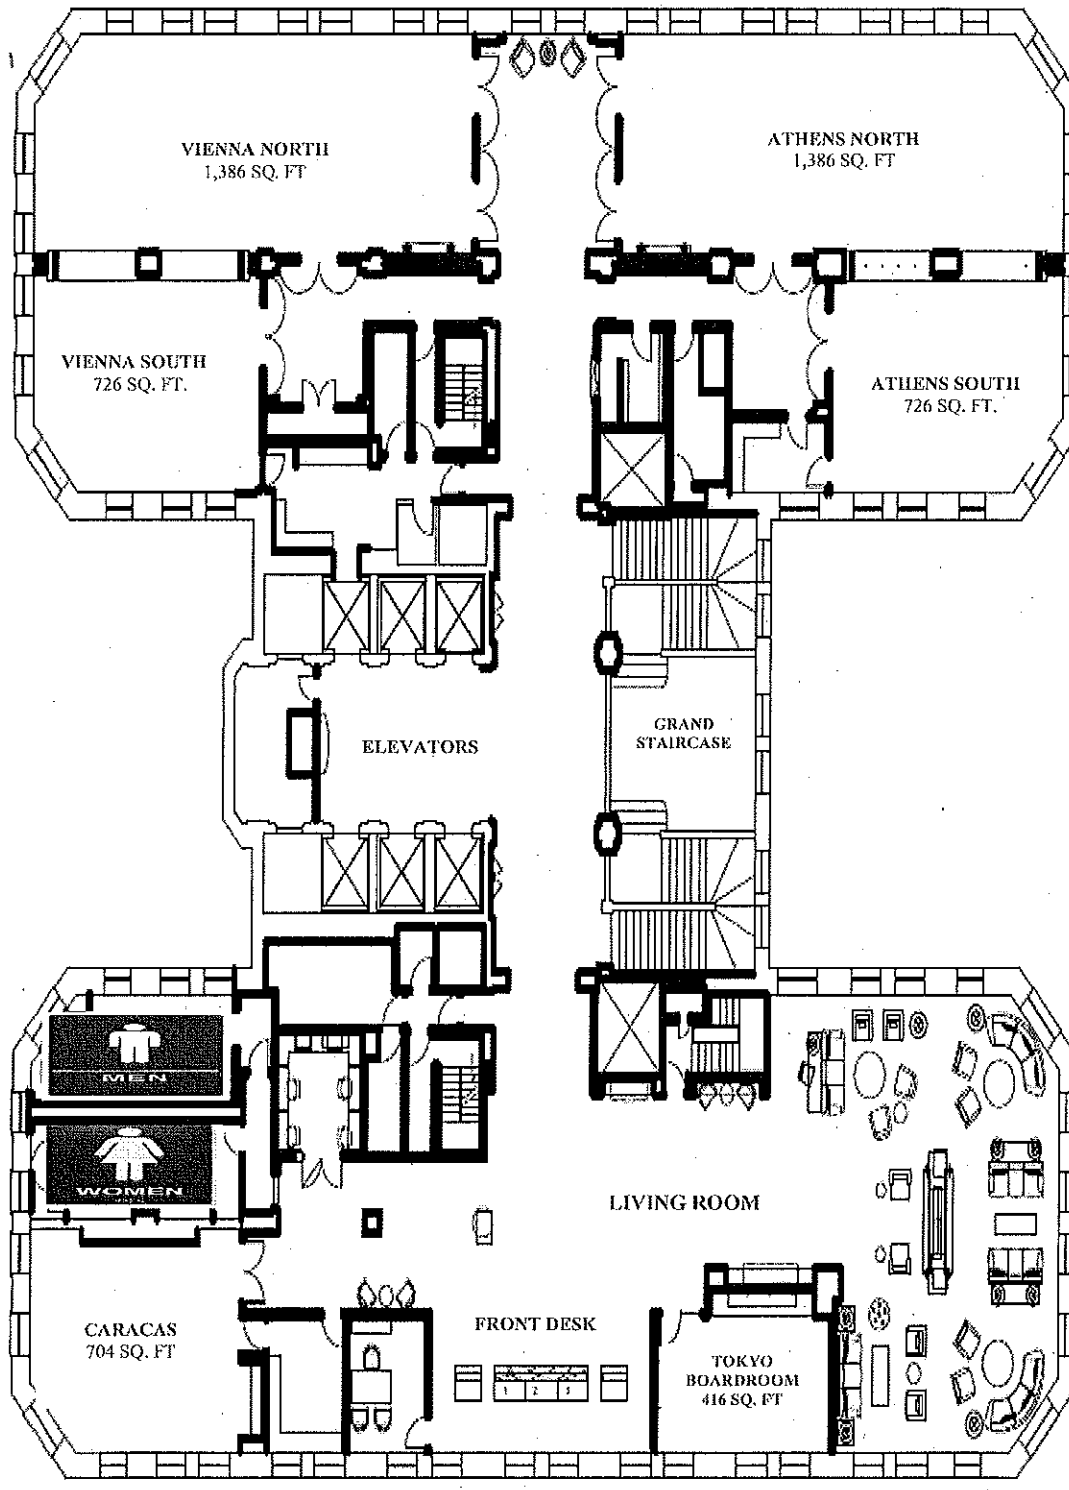 VIENNA NORTH
1,386 SQ. FT
ATHENS NORTH
1,386 SQ. FT
VIENNA SOUTH
726 SQ. FT.
ATHENS SOUTH
726 SQ. FT.
GRAND
STAIRCASE
ELEVATORS
MEN
WOMEN
LIVING ROOM
CARACAS
704 SQ. FT
FRONT DESK
1 2 3
TOKYO
BOARDROOM
416 SQ. FT